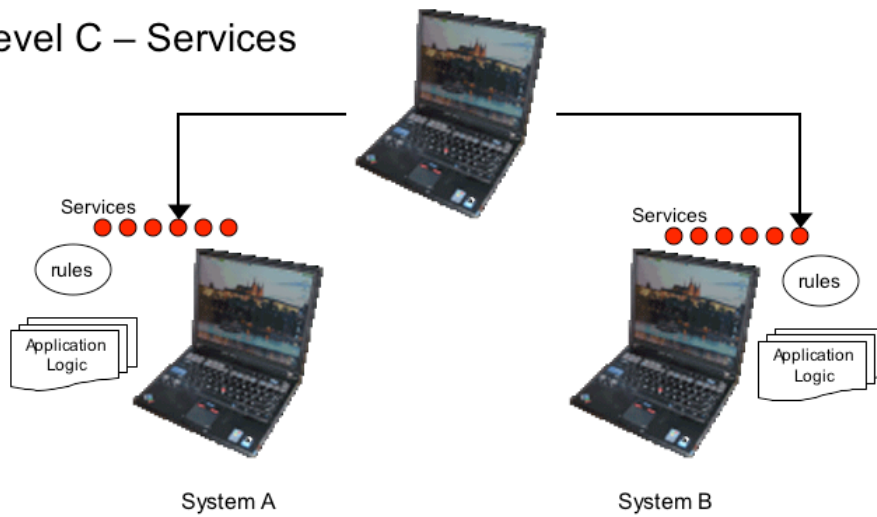 evel C – Services
Services
Services
rules
rules
Application
Logic
Application
Logic
System A
System B